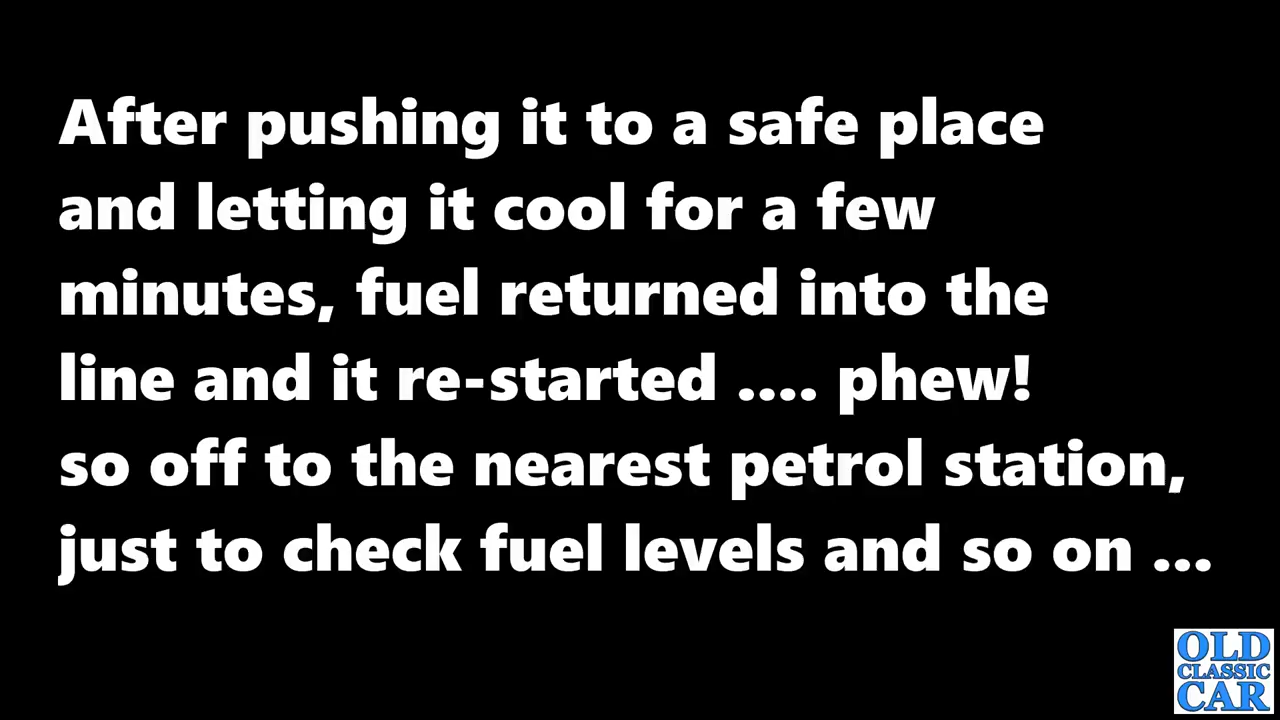 After pushing it to a safe place
and letting it cool for a few
minutes, fuel returned into the
line and it re-started .... phew!
so off to the nearest petrol station,
just to check fuel levels and so on ...
OLD
CLASSIC
CAR